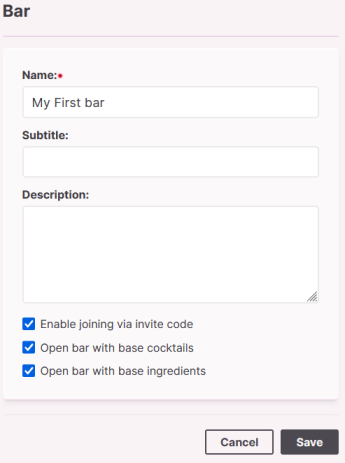 Bar
Name:•
My First bar
Subtitle:
Description:
Enable joining via invite code
Open bar with base cocktails
Open bar with base ingredients
Cancel Save